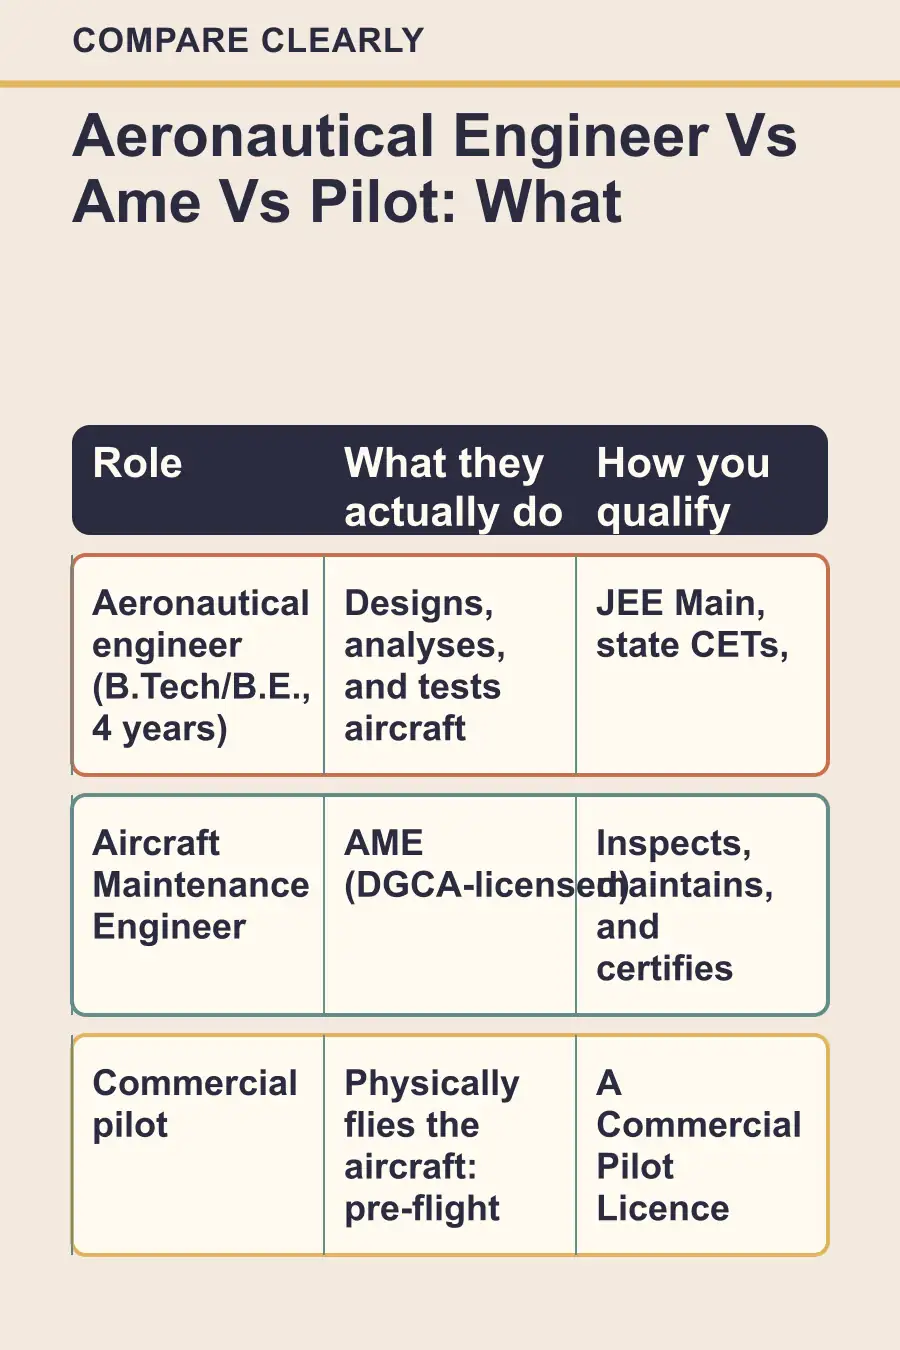 COMPARE CLEARLY
Aeronautical Engineer Vs
Ame Vs Pilot: What
Role
What they
actually do
How you
qualify
Aeronautical
engineer
(B.Tech/B.E.,
4 years)
Designs,
analyses,
and tests
aircraft
JEE Main,
state CETs,
Aircraft
Maintenance
Engineer
AME
(DGCA-licensed)
Inspects,
maintains,
and
certifies
Commercial
pilot
Physically
flies the
aircraft:
pre-flight
A
Commercial
Pilot
Licence